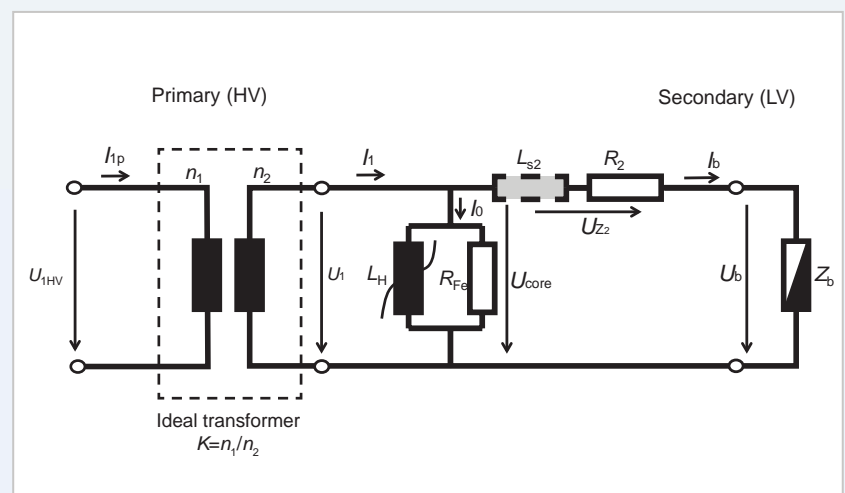 Primary (HV)
Secondary (LV)
I1p
n1
n2
I1
Ls2
R2
Ib
I0
UZ2
U1HV
U1
LH
RFe
Ucore
Ub
Zb
Ideal transformer
K=n1/n2